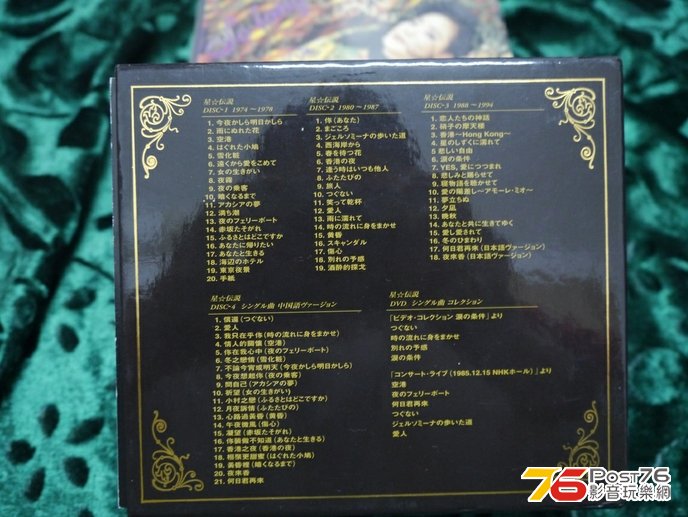 星☆伝説
DISC-1 1974～1978
1. 今夜かしら明日かしら
2. 雨にぬれた花
3. 空港
4. はぐれた小鳩
5. 雪化粧
6. 遠くから愛をこめて
7. 女の生きがい
8. 夜霧
9. 夜の乗客
10. 暗くなるまで
11. アカシアの夢
12. 満ち潮
13. 夜のフェリーボート
14. 赤坂たそがれ
15. ふるさとはどこですか
16. あなたに知りたい
17. あなたと生きる
18. 海辺のホテル
19. 東京夜景
20. 手紙
星☆伝説
DISC-2 1980～1987
1. 你(あなた)
2. まごころ
3. ジェルソミーナの歩いた道
4. 西海岸から
5. 春を待つ花
6. 香港の夜
7. 違う時はいつも他人
8. ふたたびの
9. 旅人
10. つぐない
11. 笑って乾杯
12. 愛人
13. 雨に濡れて
14. 時の流れに身をまかせ
15. 黄昏
16. スキャンダル
17. 傷心
18. 別れの予感
19. 酒酔的探戈
星☆伝説
DISC-3 1988～1994
1. 恋人たちの神話
2. 硝子の摩天楼
3. 香港～Hong Kong～
4. 星のしずくに濡れて
5. 悲しい自由
6. 涙の条件
7. YES, 愛につつまれ
8. 悲しみと踊らせて
9. 寝物語を聴かせて
10. 愛の陽差し～アモーレ・ミオ～
11. 夢立ちぬ
12. 夕凪
13. 晩秋
14. あなたと共に生きてゆく
15. 愛し愛されて
16. 冬のひまわり
17. 何日君再来(日本語ヴァージョン)
18. 夜来香(日本語ヴァージョン)
星☆伝説
DISC-4 シングル曲 中国語ヴァージョン
1. 償還(つぐない)
2. 愛人
3. 我只在乎你(時の流れに身をまかせ)
4. 情人的關懷(空港)
5. 你在我心中(夜のフェリーボート)
6. 冬之戀情(雪化粧)
7. 不論今宵或明天(今夜かしら明日かしら)
8. 今夜想起你(夜の乗客)
9. 問自己(アカシアの夢)
10. 祈望(女の生きがい)
11. 小村之戀(ふるさとはどこですか)
12. 月夜訴情(ふたたびの)
13. 心路過黄昏(黄昏)
14. 午夜微風(傷心)
15. 凝望(赤坂たそがれ)
16. 你装做不知道(あなたと生きる)
17. 香港之夜(香港の夜)
18. 榴槤更甜蜜(はぐれた小鳩)
19. 黄昏裡(暗くなるまで)
20. 夜来香
21. 何日君再来
星☆伝説
DVD シングル曲 コレクション
「ビデオ・コレクション 涙の条件」より
つぐない
時の流れに身をまかせ
別れの予感
涙の条件
「コンサート・ライブ(1985.12.15 NHKホール)」より
空港
夜のフェリーボート
何日君再来
つぐない
ジェルソミーナの歩いた道
愛人
76 Post76
影音玩樂網